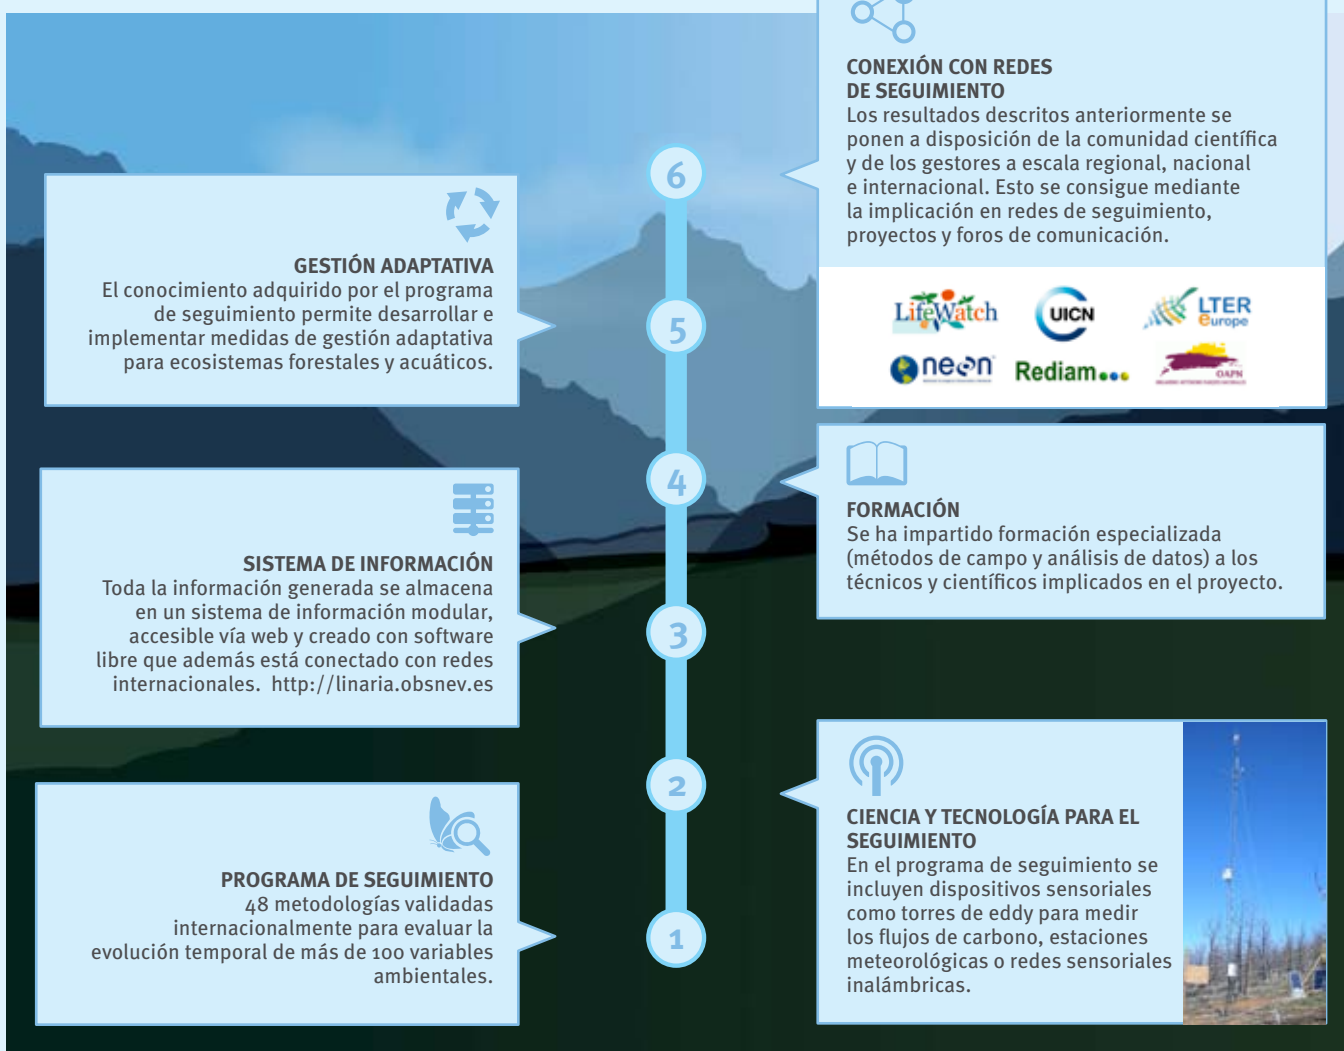 CONEXIÓN CON REDES
DE SEGUIMIENTO
Los resultados descritos anteriormente se
ponen a disposición de la comunidad científica
y de los gestores a escala regional, nacional
e internacional. Esto se consigue mediante
la implicación en redes de seguimiento,
proyectos y foros de comunicación.
LifeWatch
UICN
LTER
Europe
neon
Rediam
OAPN
6
GESTIÓN ADAPTATIVA
El conocimiento adquirido por el programa
de seguimiento permite desarrollar e
implementar medidas de gestión adaptativa
para ecosistemas forestales y acuáticos.
5
4
FORMACIÓN
Se ha impartido formación especializada
(métodos de campo y análisis de datos) a los
técnicos y científicos implicados en el proyecto.
SISTEMA DE INFORMACIÓN
Toda la información generada se almacena
en un sistema de información modular,
accesible vía web y creado con software
libre que además está conectado con redes
internacionales. http://linaria.obsnev.es
3
2
CIENCIA Y TECNOLOGÍA PARA EL
SEGUIMIENTO
En el programa de seguimiento se
incluyen dispositivos sensoriales
como torres de eddy para medir
los flujos de carbono, estaciones
meteorológicas o redes sensoriales
inalámbricas.
PROGRAMA DE SEGUIMIENTO
48 metodologías validadas
internacionalmente para evaluar la
evolución temporal de más de 100 variables
ambientales.
1